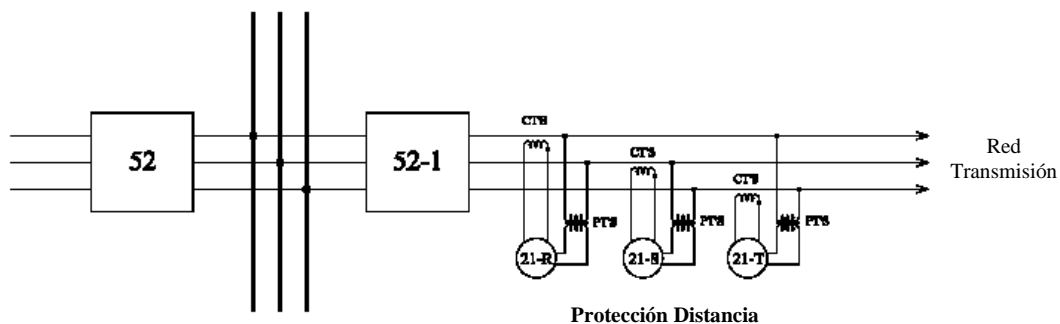 52
52-1
CTS
CTS
CTS
PTS
PTS
PTS
21-R
21-S
21-T
Red
Transmisión
Protección Distancia